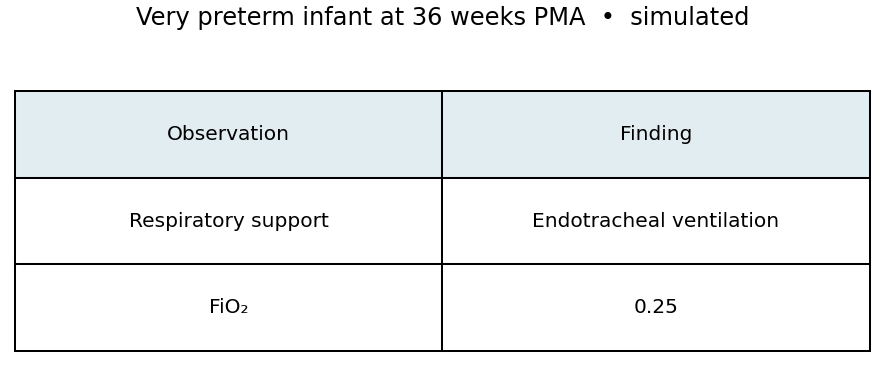 Very preterm infant at 36 weeks PMA • simulated
Observation Finding
Respiratory support Endotracheal ventilation
FiO₂ 0.25